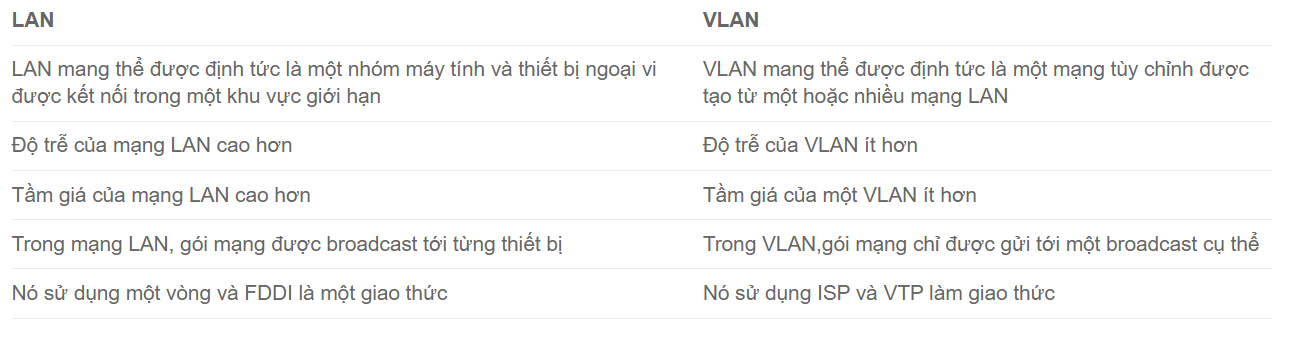 LAN
VLAN
LAN mang thể được định tức là một nhóm máy tính và thiết bị ngoại vi
được kết nối trong một khu vực giới hạn
VLAN mang thể được định tức là một mạng tùy chỉnh được
tạo từ một hoặc nhiều mạng LAN
Độ trễ của mạng LAN cao hơn
Độ trễ của VLAN ít hơn
Tầm giá của mạng LAN cao hơn
Tầm giá của một VLAN ít hơn
Trong mạng LAN, gói mạng được broadcast tới từng thiết bị
Trong VLAN,gói mạng chỉ được gửi tới một broadcast cụ thể
Nó sử dụng một vòng và FDDI là một giao thức
Nó sử dụng ISP và VTP làm giao thức